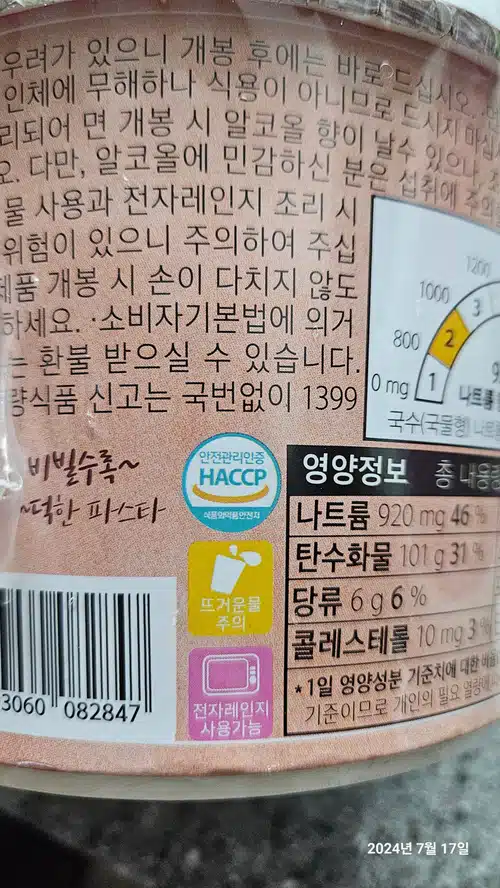 우려가 있으니 개봉 후에는 바로 드십시오.
인체에 무해하나 식용이 아니므로 드시지 마십시
리되어 면 개봉 시 알코올 향이 날수 있으나
오. 다만, 알코올에 민감하신 분은 섭취에 주의
물 사용과 전자레인지 조리 시
위험이 있으니 주의하여 주십
제품 개봉 시 손이 다치지 않도
하세요. ·소비자기본법에 의거
는 환불 받으실 수 있습니다.
량식품 신고는 국번없이 1399
1200
1000
800
0 mg
3
2
1
나트륨
국수(국물형)
비빌수록~
~덕한 파스타
안전관리인증
HACCP
식품의약품안전처
뜨거운물
주의
전자레인지
사용가능
영양정보 총 내용량
나트륨 920 mg 46 %
탄수화물 101 g 31 %
당류 6 g 6 %
콜레스테롤 10 mg 3 %
*1일 영양성분 기준치에 대한 비율
기준이므로 개인의 필요 열량에
3060 082847
2024년 7월 17일